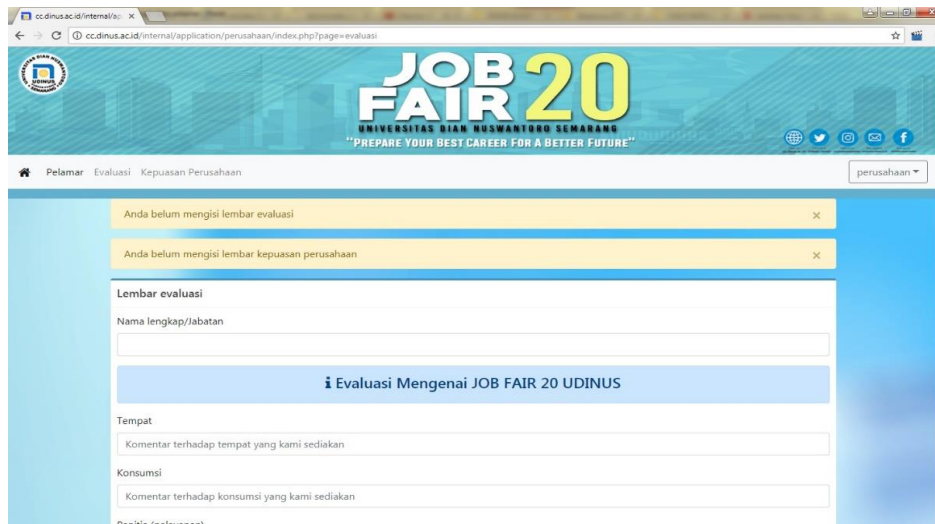 cc.dinus.ac.id/internal/ap
cc.dinus.ac.id/internal/application/perusahaan/index.php?page=evaluasi
UDINUS
JOB
FAIR 20
UNIVERSITAS DIAN NUSWANTORO SEMARANG
"PREPARE YOUR BEST CAREER FOR A BETTER FUTURE"
Pelamar Evaluasi Kepuasan Perusahaan perusahaan
Anda belum mengisi lembar evaluasi
Anda belum mengisi lembar kepuasan perusahaan
Lembar evaluasi
Nama lengkap/Jabatan
Evaluasi Mengenai JOB FAIR 20 UDINUS
Tempat
Komentar terhadap tempat yang kami sediakan
Konsumsi
Komentar terhadap konsumsi yang kami sediakan